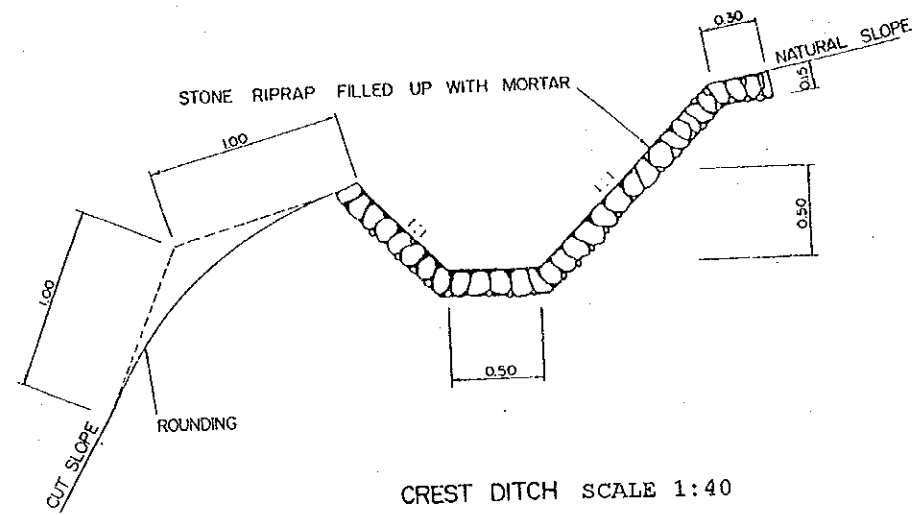 0.30
NATURAL SLOPE
0.15
STONE RIPRAP FILLED UP WITH MORTAR
1.00
1:1
1:1
0.50
1.00
0.50
ROUNDING
CUT SLOPE
CREST DITCH SCALE 1:40